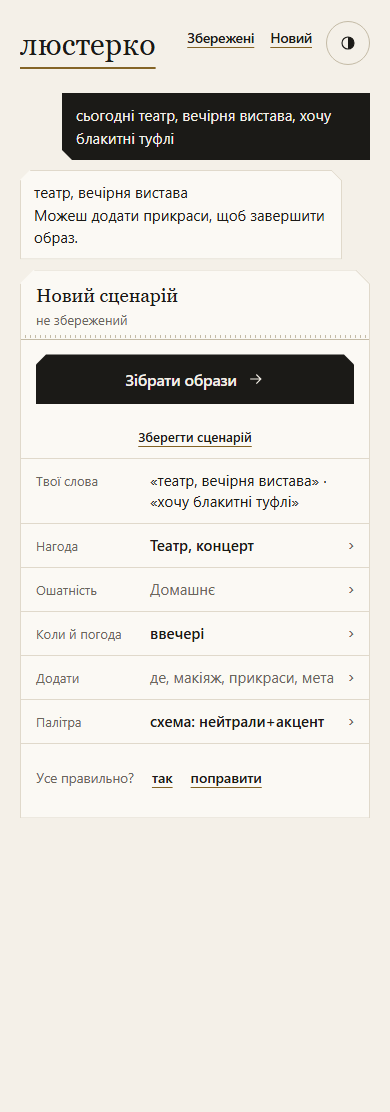 люстерко
Збережені Новий
сьогодні театр, вечірня вистава, хочу
блакитні туфлі
театр, вечірня вистава
Можеш додати прикраси, щоб завершити
образ.
Новий сценарій
не збережений
Зібрати образи →
Зберегти сценарій
Твої слова «театр, вечірня вистава» ·
«хочу блакитні туфлі»
Нагода Театр, концерт ›
Ошатність Домашнє ›
Коли й погода ввечері ›
Додати де, макіяж, прикраси, мета ›
Палітра схема: нейтрали+акцент ›
Усе правильно? так поправити